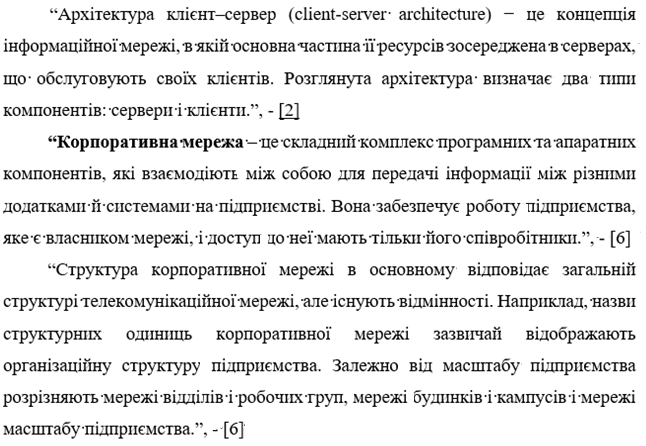 “Архітектура клієнт–сервер (client-server architecture) – це концепція
інформаційної мережі, в якій основна частина її ресурсів зосереджена в серверах,
що обслуговують своїх клієнтів. Розглянута архітектура визначає два типи
компонентів: сервери і клієнти.”, - [2]
“Корпоративна мережа – це складний комплекс програмних та апаратних
компонентів, які взаємодіють між собою для передачі інформації між різними
додатками й системами на підприємстві. Вона забезпечує роботу підприємства,
яке є власником мережі, і доступ до неї мають тільки його співробітники.”, - [6]
“Структура корпоративної мережі в основному відповідає загальній
структурі телекомунікаційної мережі, але існують відмінності. Наприклад, назви
структурних одиниць корпоративної мережі зазвичай відображають
організаційну структуру підприємства. Залежно від масштабу підприємства
розрізняють мережі відділів і робочих груп, мережі будинків і кампусів і мережі
масштабу підприємства.”, - [6]